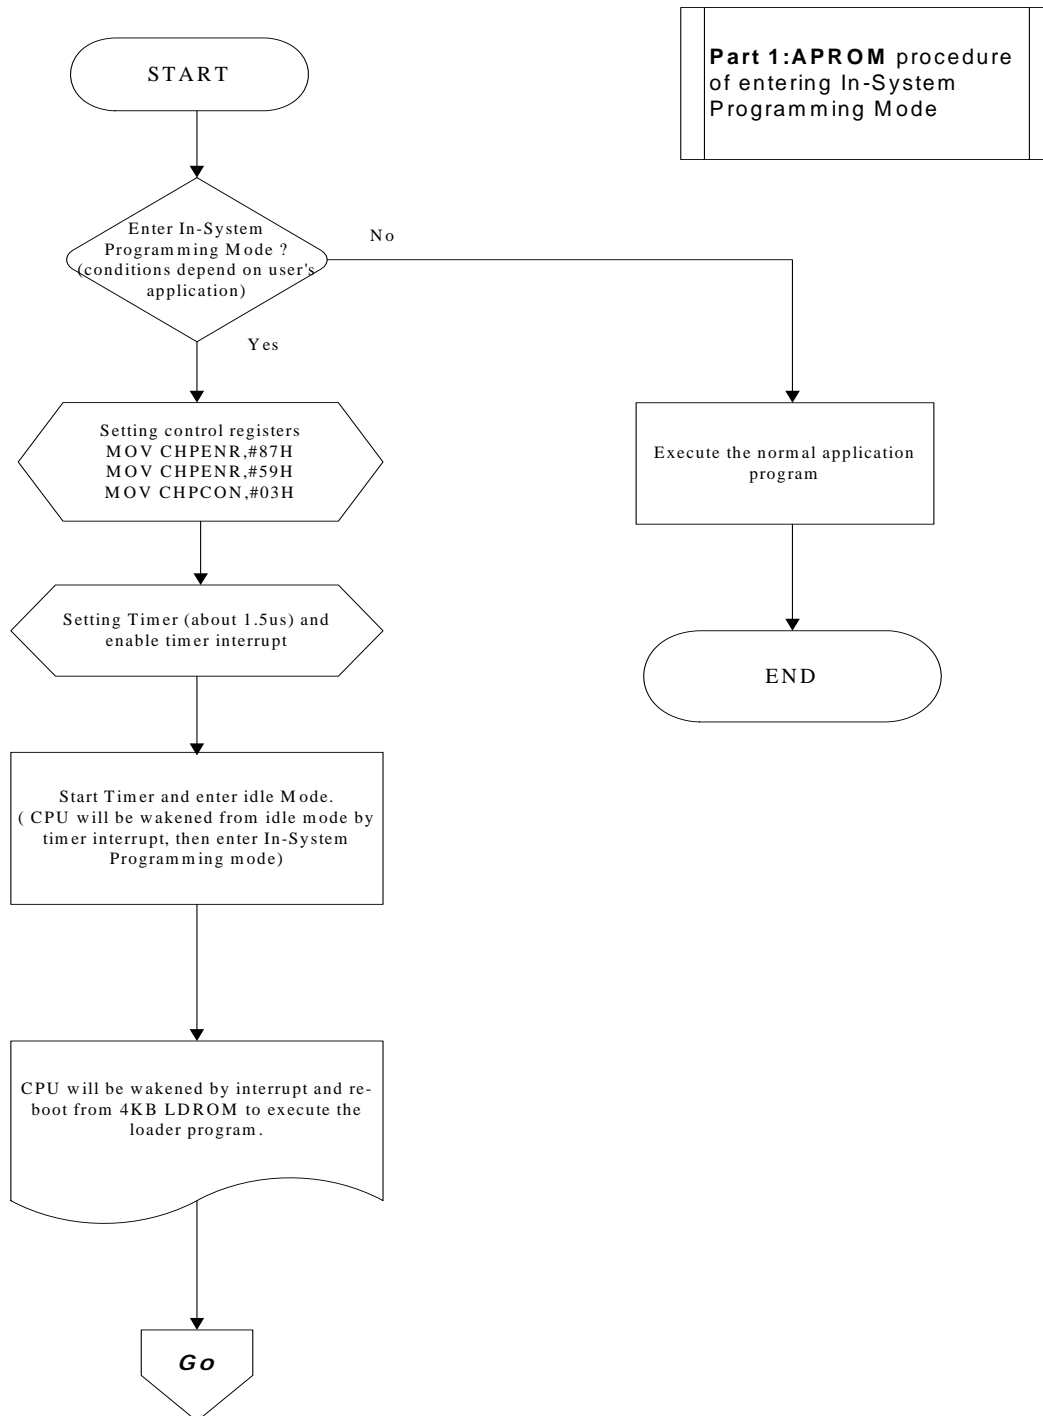 START
Part 1:APROM procedure
of entering In-System
Programming Mode
Enter In-System
Programming Mode ?
(conditions depend on user's
application)
No
Yes
Setting control registers
MOV CHPENR,#87H
MOV CHPENR,#59H
MOV CHPCON,#03H
Execute the normal application
program
Setting Timer (about 1.5us) and
enable timer interrupt
END
Start Timer and enter idle Mode.
( CPU will be wakened from idle mode by
timer interrupt, then enter In-System
Programming mode)
CPU will be wakened by interrupt and re-
boot from 4KB LDROM to execute the
loader program.
Go